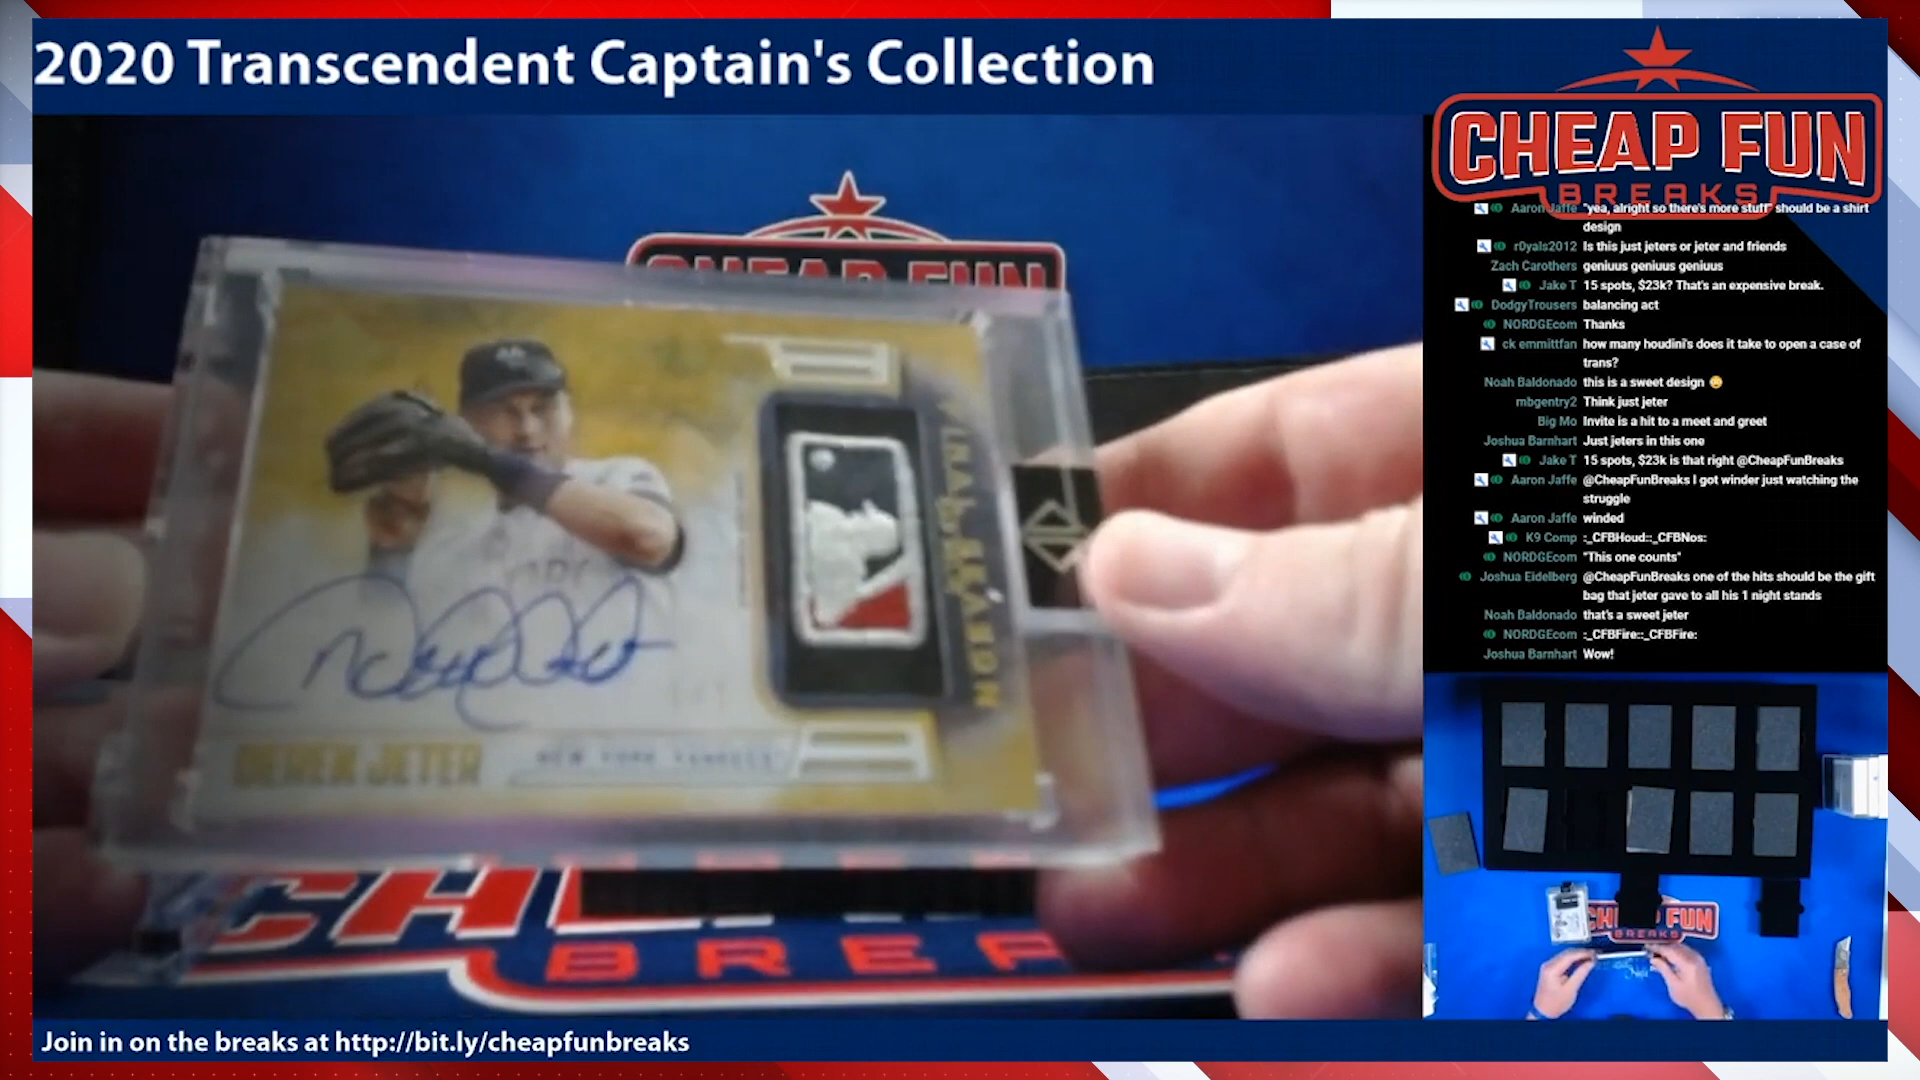 2020 Transcendent Captain's Collection
CHEAP FUN
BREAKS
Aaron Jaffe "yea, alright so there's more stuff" should be a shirt
design
r0yals2012 Is this just jeters or jeter and friends
Zach Carothers geniuus geniuus geniuus
Jake T 15 spots, $23k? That's an expensive break.
DodgyTrousers balancing act
NORDGEcom Thanks
ck emmittfan how many houdini's does it take to open a case of
trans?
Noah Baldonado this is a sweet design 😳
mbgentry2 Think just jeter
Big Mo Invite is a hit to a meet and greet
Joshua Barnhart Just jeters in this one
Jake T 15 spots, $23k is that right @CheapFunBreaks
Aaron Jaffe @CheapFunBreaks I got winder just watching the
struggle
Aaron Jaffe winded
K9 Comp :_CFBHoud::_CFBNos:
NORDGEcom "This one counts"
Joshua Eidelberg @CheapFunBreaks one of the hits should be the gift
bag that jeter gave to all his 1 night stands
Noah Baldonado that's a sweet jeter
NORDGEcom :_CFBFire::_CFBFire:
Joshua Barnhart Wow!
CHEAP FUN
DEREK JETER
NEW YORK YANKEES
CH
BREA
CH P FUN
BREAKS
Join in on the breaks at http://bit.ly/cheapfunbreaks